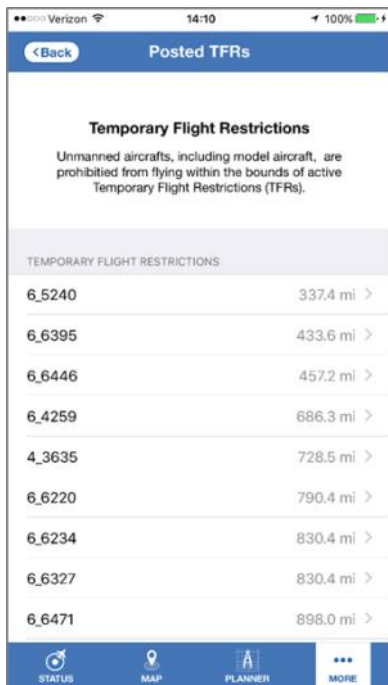 Verizon 14:10 100%
<Back Posted TFRs
Temporary Flight Restrictions
Unmanned aircrafts, including model aircraft, are
prohibitied from flying within the bounds of active
Temporary Flight Restrictions (TFRs).
TEMPORARY FLIGHT RESTRICTIONS
6_5240 337.4 mi >
6_6395 433.6 mi >
6_6446 457.2 mi >
6_4259 686.3 mi >
4_3635 728.5 mi >
6_6220 790.4 mi >
6_6234 830.4 mi >
6_6327 830.4 mi >
6_6471 898.0 mi >
STATUS MAP PLANNER MORE